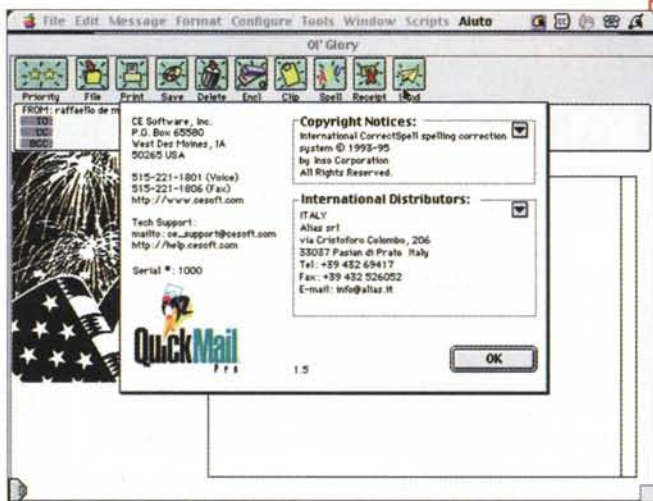 File Edit Message Format Configure Tools Window Scripts Aiuto
Ol' Glory
Priority File Print Save Delete Encl Clip Spell Receipt Send
FROM: raffaello de m
TO:
CC:
BCC:
CE Software, Inc.
P.O. Box 65580
West Des Moines, IA
50265 USA
515-221-1801 (Voice)
515-221-1806 (Fax)
http://www.cesoft.com
Tech Support:
mailto:ce_support@cesoft.com
http://help.cesoft.com
Serial #: 1000
QuickMail
Pro
1.5
Copyright Notices:
International CorrectSpell spelling correction
system © 1993-95
by Inso Corporation
All Rights Reserved.
International Distributors:
ITALY
Alias srl
via Cristoforo Colombo, 206
33037 Pasian di Prato Italy
Tel: +39 432 69417
Fax: +39 432 526052
E-mail: info@alias.it
OK